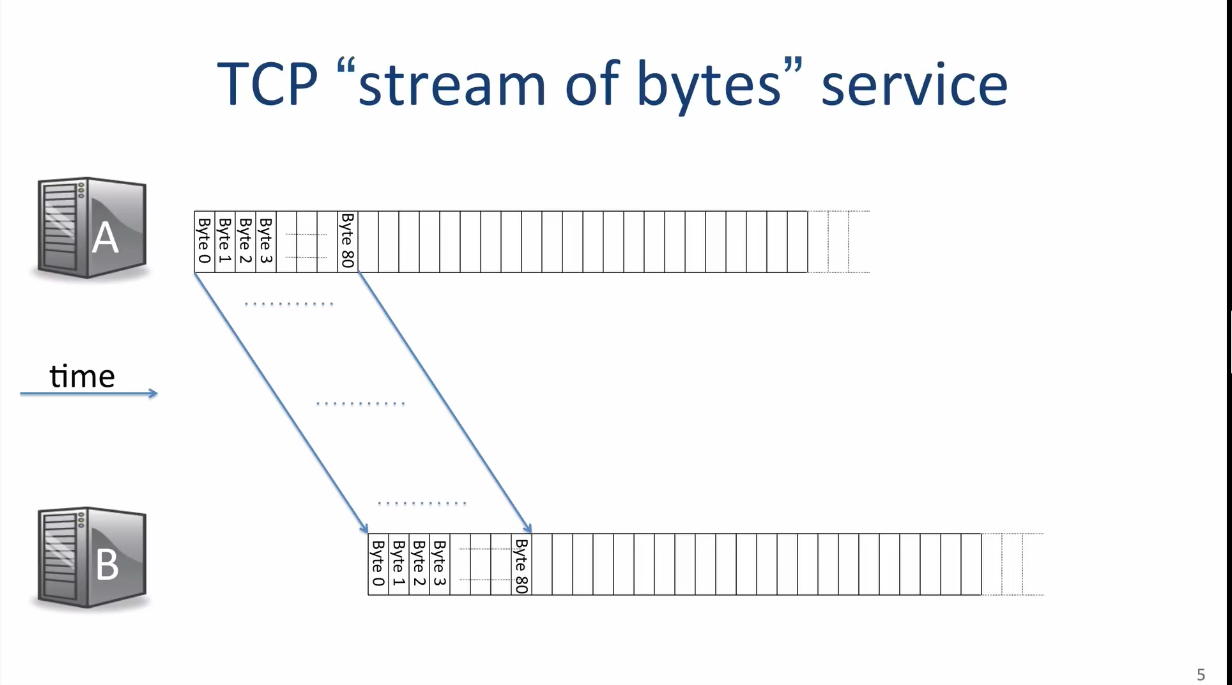 TCP “stream of bytes” service
A
Byte 0
Byte 1
Byte 2
Byte 3
Byte 80
time
B
Byte 0
Byte 1
Byte 2
Byte 3
Byte 80
5